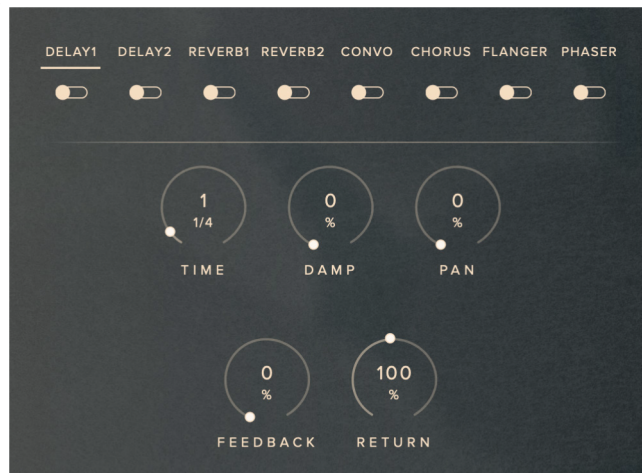 DELAY1 DELAY2 REVERB1 REVERB2 CONVO CHORUS FLANGER PHASER
1 0 0
1/4 % %
TIME DAMP PAN
0 100
% %
FEEDBACK RETURN